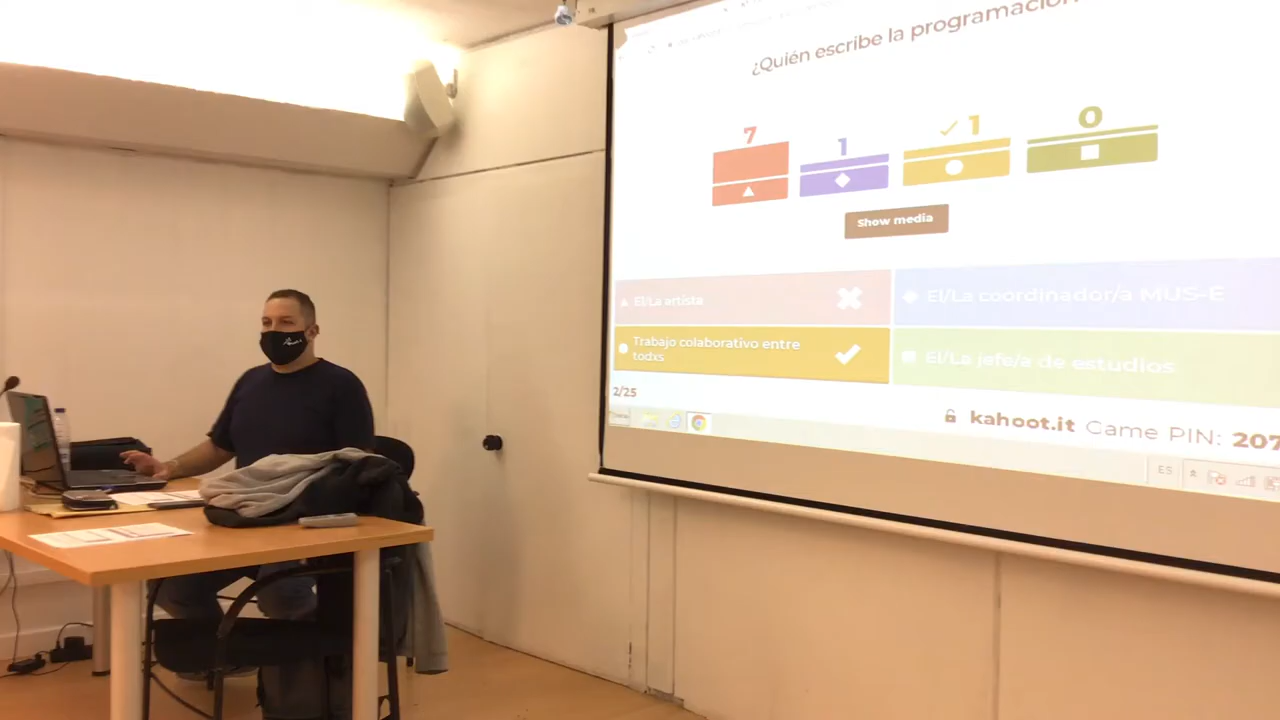 ¿Quién escribe la programación
7
1
1
0
Show media
El/La artista
El/La coordinador/a MUS-E
Trabajo colaborativo entre
todxs
El/La jefe/a de estudios
2/25
kahoot.it Game PIN: 207
ES